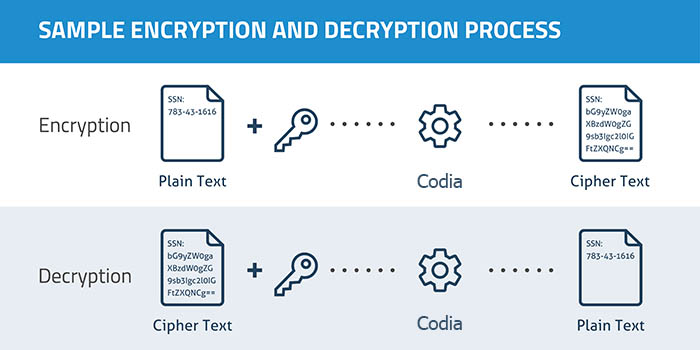 SAMPLE ENCRYPTION AND DECRYPTION PROCESS
Encryption
SSN:
783-43-1616
Plain Text
+
Codia
SSN:
bG9yZW0ga
XBzdW0gZG
9sb3Igc2l0IG
FtZXQNCg==
Cipher Text
Decryption
SSN:
bG9yZW0ga
XBzdW0gZG
9sb3Igc2l0IG
FtZXQNCg==
Cipher Text
+
Codia
SSN:
783-43-1616
Plain Text